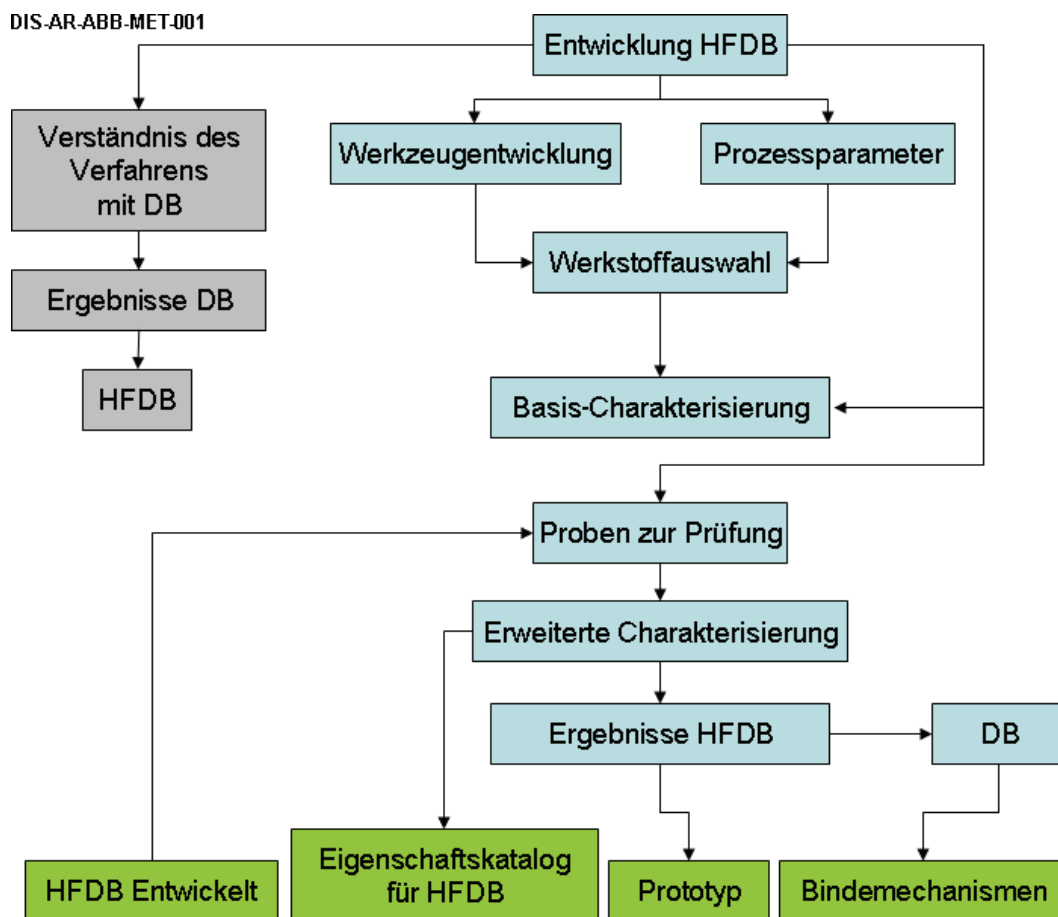 DIS-AR-ABB-MET-001
Entwicklung HFDB
Verständnis des
Verfahrens
mit DB
Werkzeugentwicklung
Prozessparameter
Werkstoffauswahl
Ergebnisse DB
HFDB
Basis-Charakterisierung
Proben zur Prüfung
Erweiterte Charakterisierung
Ergebnisse HFDB
DB
HFDB Entwickelt
Eigenschaftskatalog
für HFDB
Prototyp
Bindemechanismen